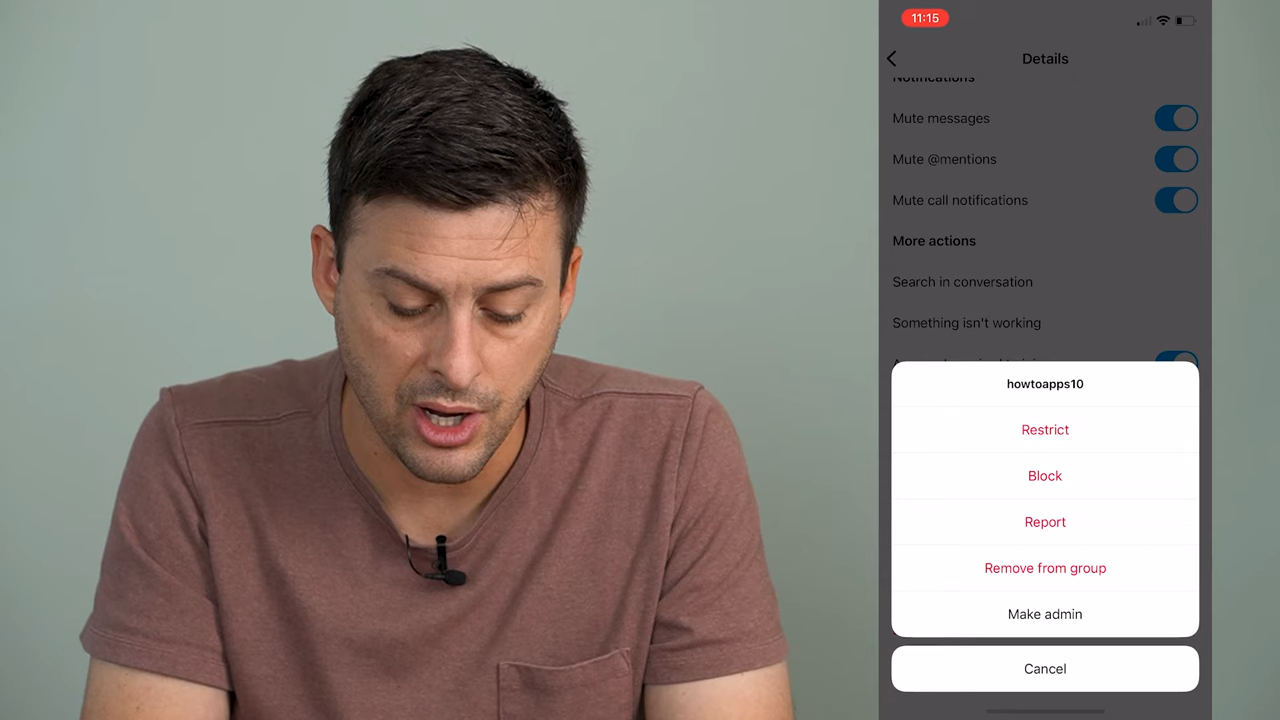 11:15
Details
Notifications
Mute messages
Mute @mentions
Mute call notifications
More actions
Search in conversation
Something isn't working
howtoapps10
Restrict
Block
Report
Remove from group
Make admin
Cancel